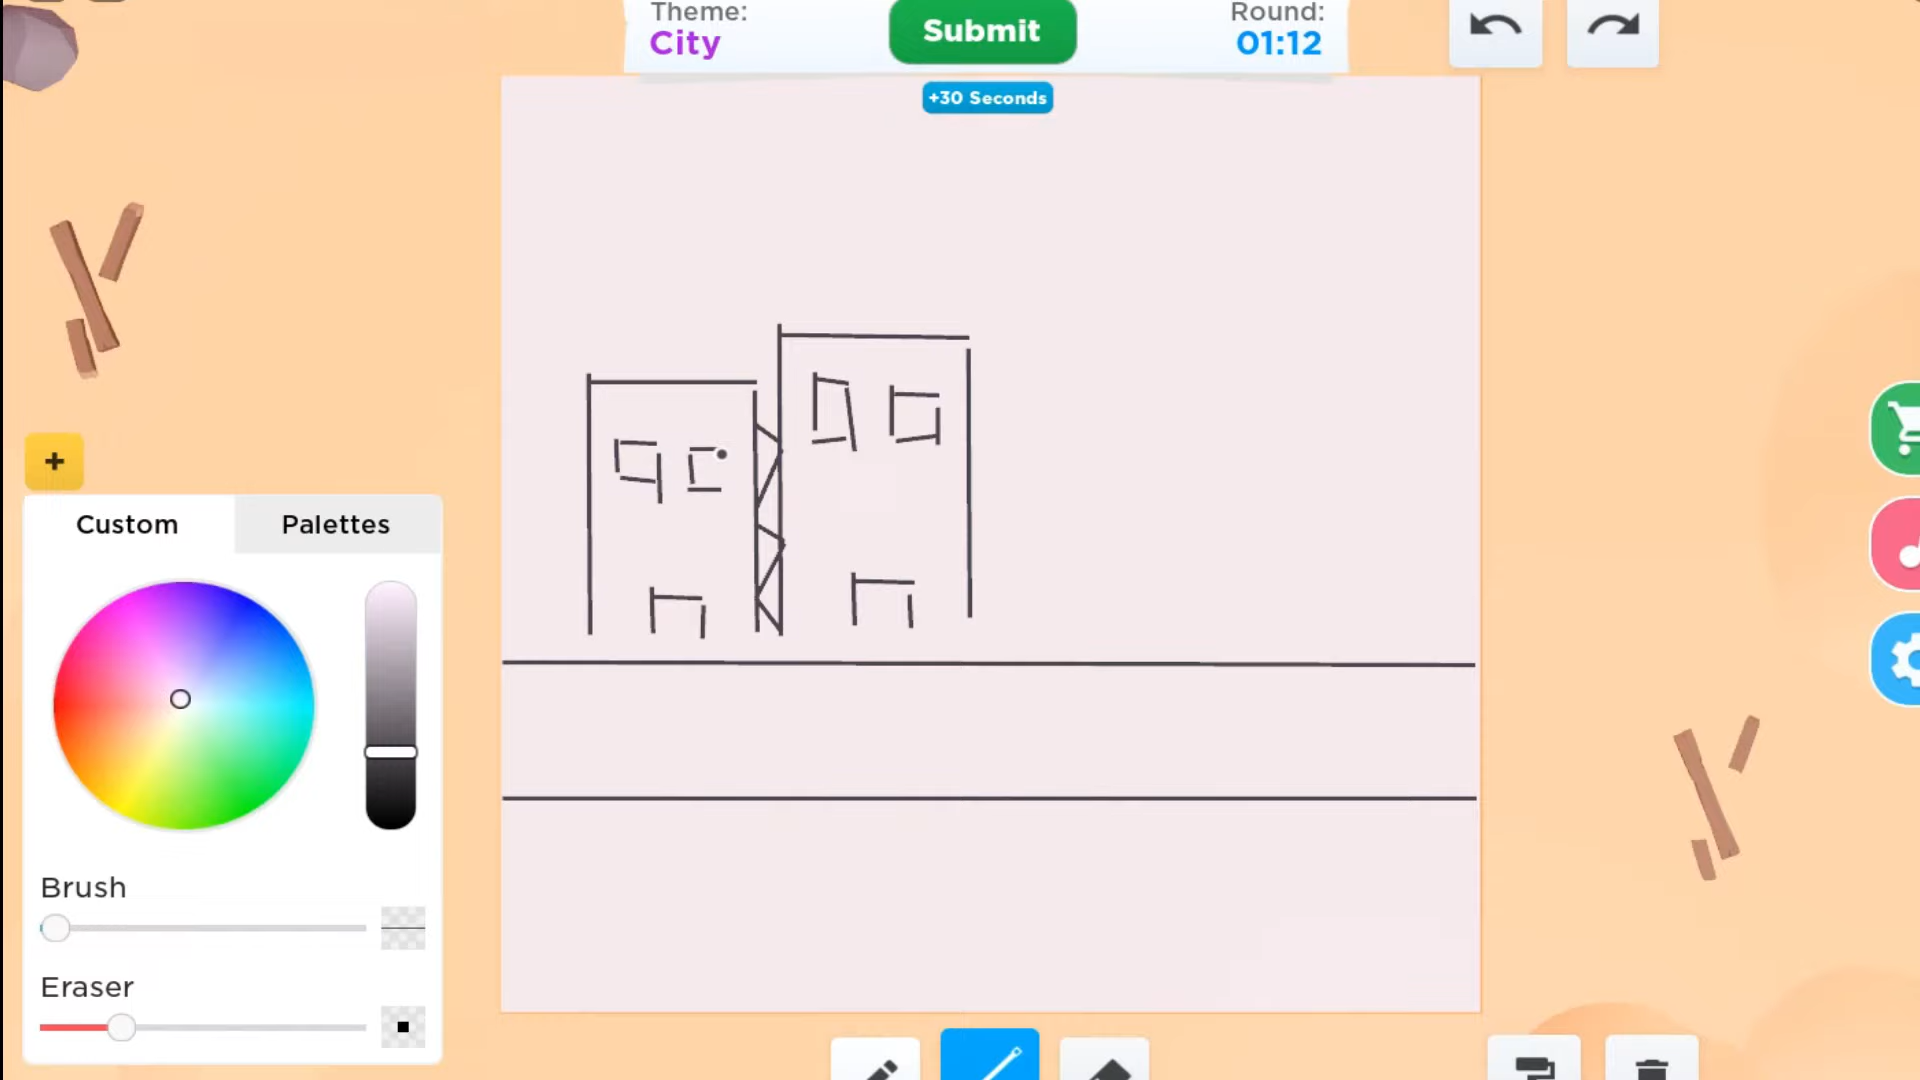 Theme:
City
Submit
Round:
01:12
+30 Seconds
+
Custom
Palettes
Brush
Eraser